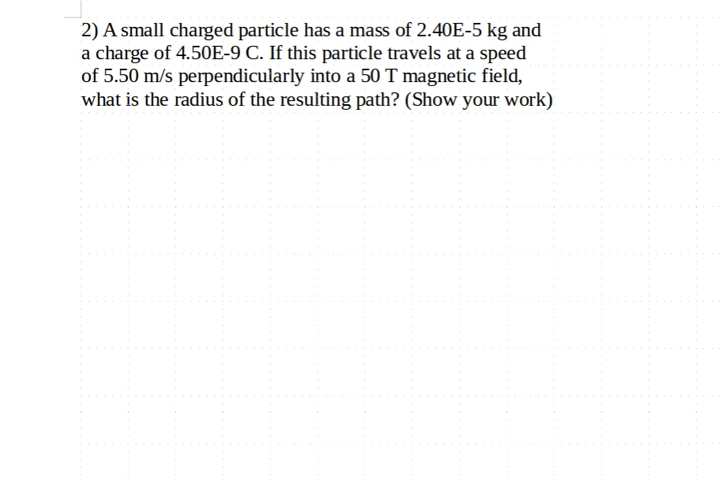 2) A small charged particle has a mass of 2.40E-5 kg and
a charge of 4.50E-9 C. If this particle travels at a speed
of 5.50 m/s perpendicularly into a 50 T magnetic field,
what is the radius of the resulting path? (Show your work)